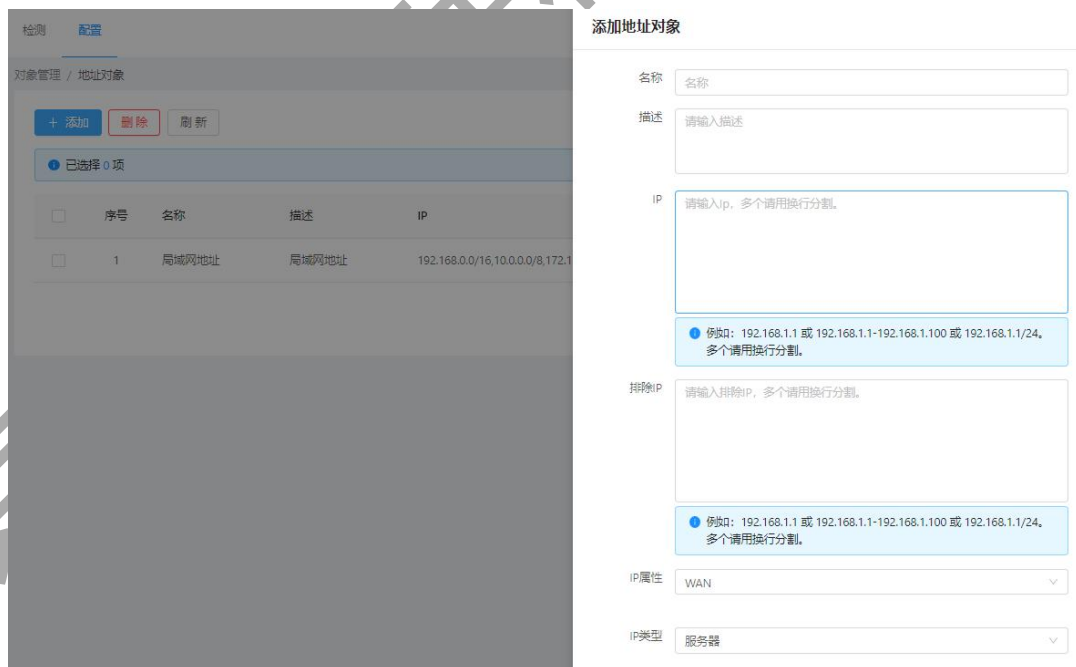 检测 配置
对象管理 / 地址对象
+ 添加 删 除 刷 新
已选择 0 项
序号 名称 描述 IP
1 局域网地址 局域网地址 192.168.0.0/16,10.0.0.0/8,172.1
添加地址对象
名称 名称
描述 请输入描述
IP 请输入ip，多个请用换行分割。
例如：192.168.1.1 或 192.168.1.1-192.168.1.100 或 192.168.1.1/24。
多个请用换行分割。
排除IP 请输入排除IP，多个请用换行分割。
例如：192.168.1.1 或 192.168.1.1-192.168.1.100 或 192.168.1.1/24。
多个请用换行分割。
IP属性 WAN
IP类型 服务器